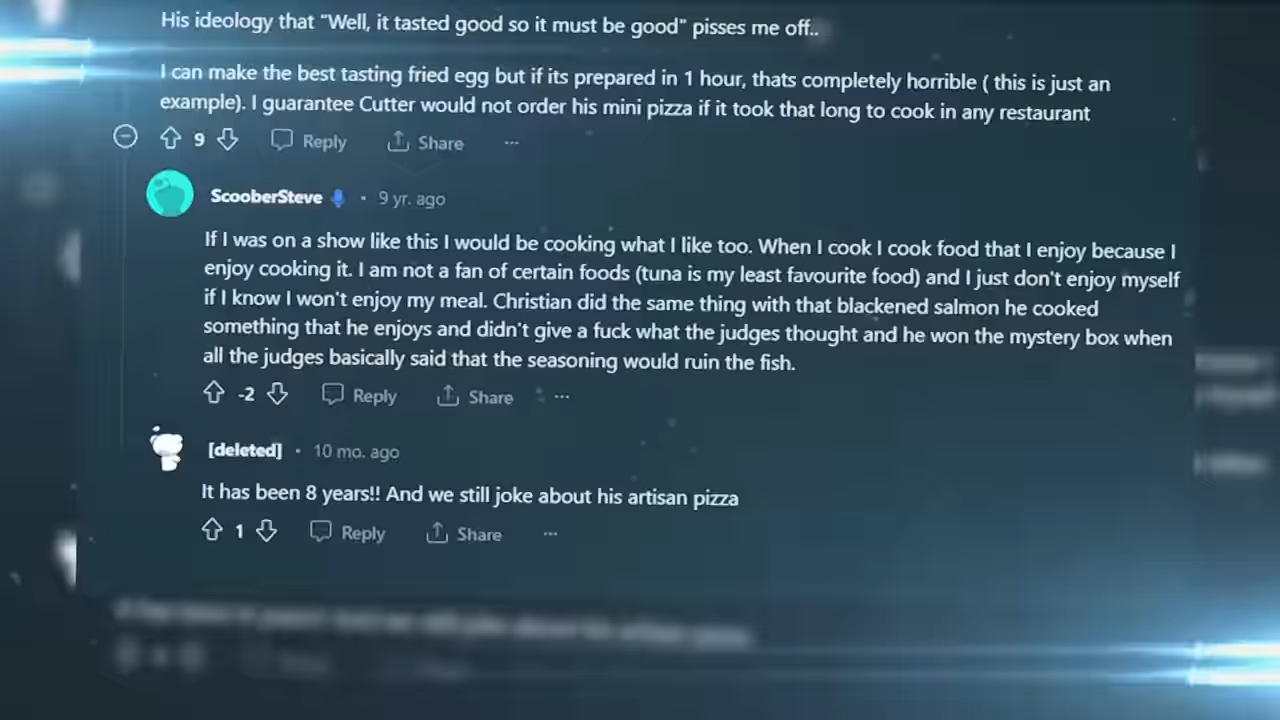 His ideology that "Well, it tasted good so it must be good" pisses me off..
I can make the best tasting fried egg but if its prepared in 1 hour, thats completely horrible ( this is just an
example). I guarantee Cutter would not order his mini pizza if it took that long to cook in any restaurant
9 Reply Share ...
ScooberSteve • 9 yr. ago
If I was on a show like this I would be cooking what I like too. When I cook I cook food that I enjoy because I
enjoy cooking it. I am not a fan of certain foods (tuna is my least favourite food) and I just don't enjoy myself
if I know I won't enjoy my meal. Christian did the same thing with that blackened salmon he cooked
something that he enjoys and didn't give a fuck what the judges thought and he won the mystery box when
all the judges basically said that the seasoning would ruin the fish.
-2 Reply Share ...
[deleted] • 10 mo. ago
It has been 8 years!! And we still joke about his artisan pizza
1 Reply Share ...